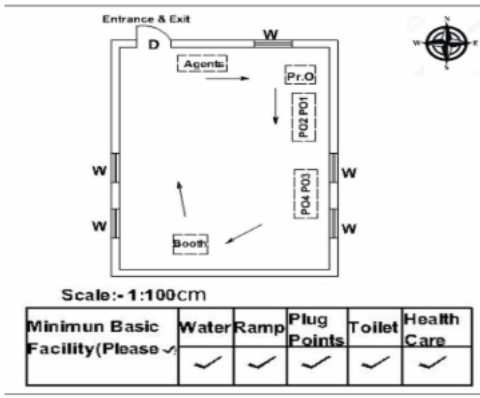 Entrance & Exit
N
W
E
S
D
W
Agents
Pr.O
PO2 PO1
W
W
PO4 PO3
W
W
Booth
Scale:- 1:100cm
Minimun Basic
Facility(Please ✓
Water
Ramp
Plug
Points
Toilet
Health
Care
✓ ✓ ✓ ✓ ✓